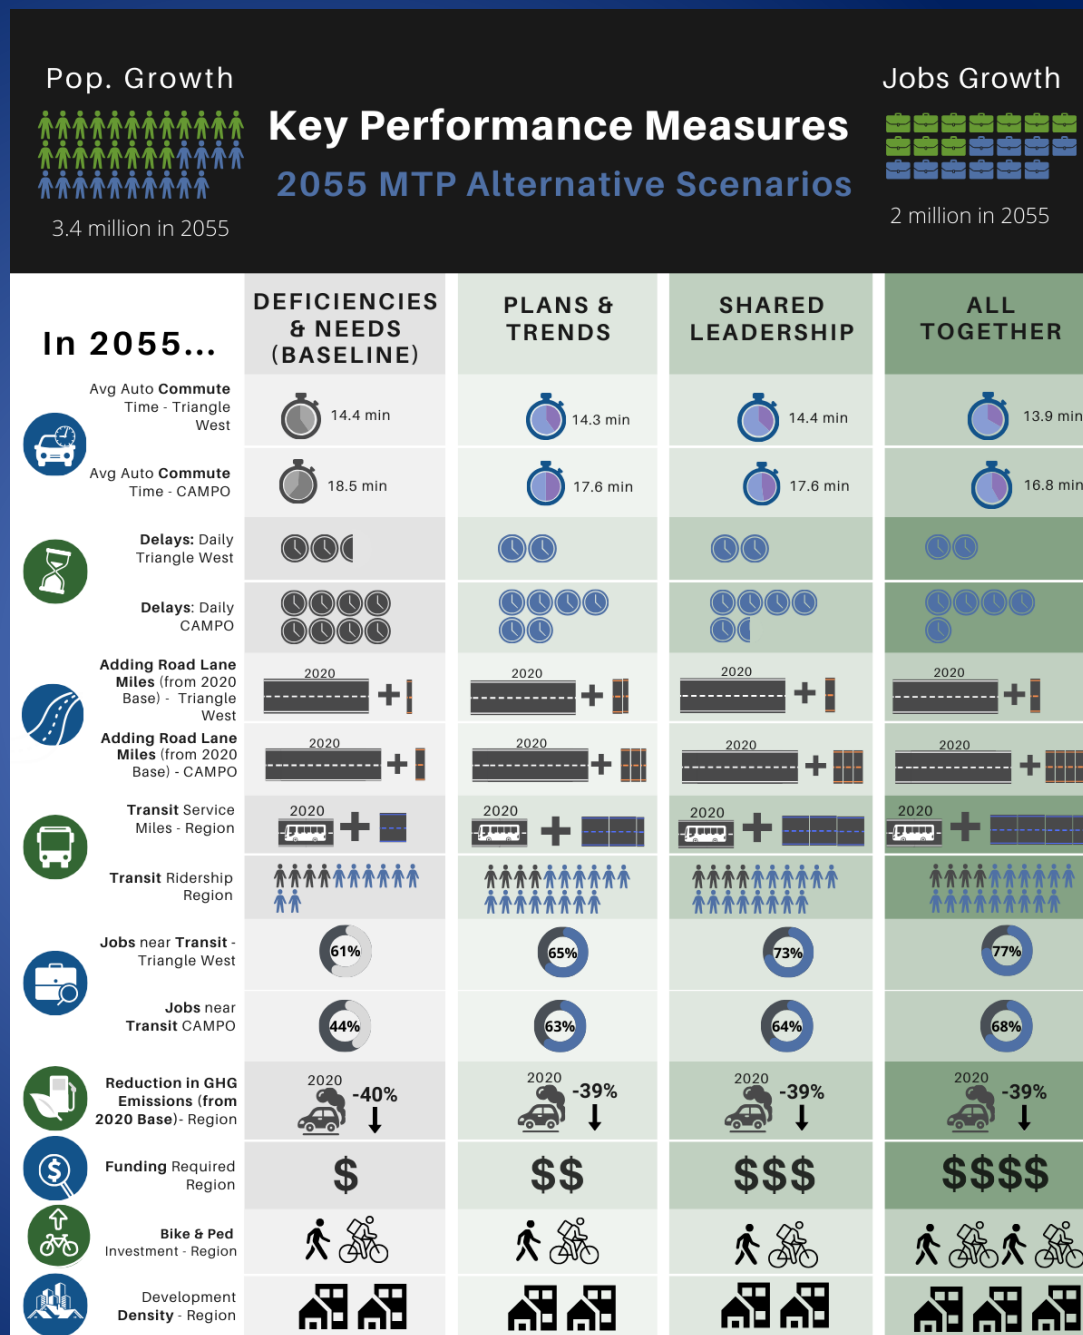 Pop. Growth
3.4 million in 2055
Key Performance Measures
2055 MTP Alternative Scenarios
Jobs Growth
2 million in 2055
In 2055...
DEFICIENCIES
& NEEDS
(BASELINE)
PLANS &
TRENDS
SHARED
LEADERSHIP
ALL
TOGETHER
Avg Auto Commute
Time - Triangle
West
14.4 min
14.3 min
14.4 min
13.9 min
Avg Auto Commute
Time - CAMPO
18.5 min
17.6 min
17.6 min
16.8 min
Delays: Daily
Triangle West
Delays: Daily
CAMPO
Adding Road Lane
Miles (from 2020
Base) - Triangle
West
2020
2020
2020
2020
Adding Road Lane
Miles (from 2020
Base) - CAMPO
2020
2020
2020
2020
Transit Service
Miles - Region
2020
2020
2020
2020
Transit Ridership
Region
Jobs near Transit -
Triangle West
61%
65%
73%
77%
Jobs near
Transit CAMPO
44%
63%
64%
68%
Reduction in GHG
Emissions (from
2020 Base)- Region
2020
-40%
2020
-39%
2020
-39%
2020
-39%
Funding Required
Region
$
$$
$$$
$$$$
Bike & Ped
Investment - Region
Development
Density - Region